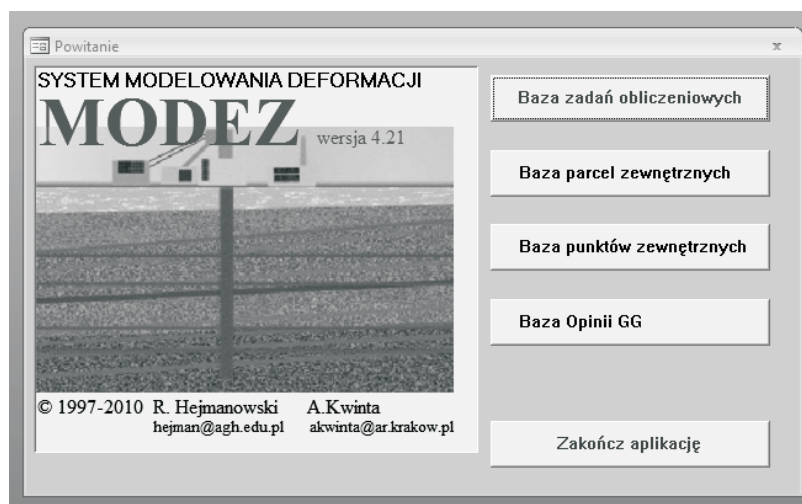 Powitanie
x
SYSTEM MODELOWANIA DEFORMACJI
MODEZ wersja 4.21
© 1997-2010 R. Hejmanowski A.Kwinta
hejman@agh.edu.pl akwinta@ar.krakow.pl
Baza zadań obliczeniowych
Baza parcel zewnętrznych
Baza punktów zewnętrznych
Baza Opinii GG
Zakończ aplikację